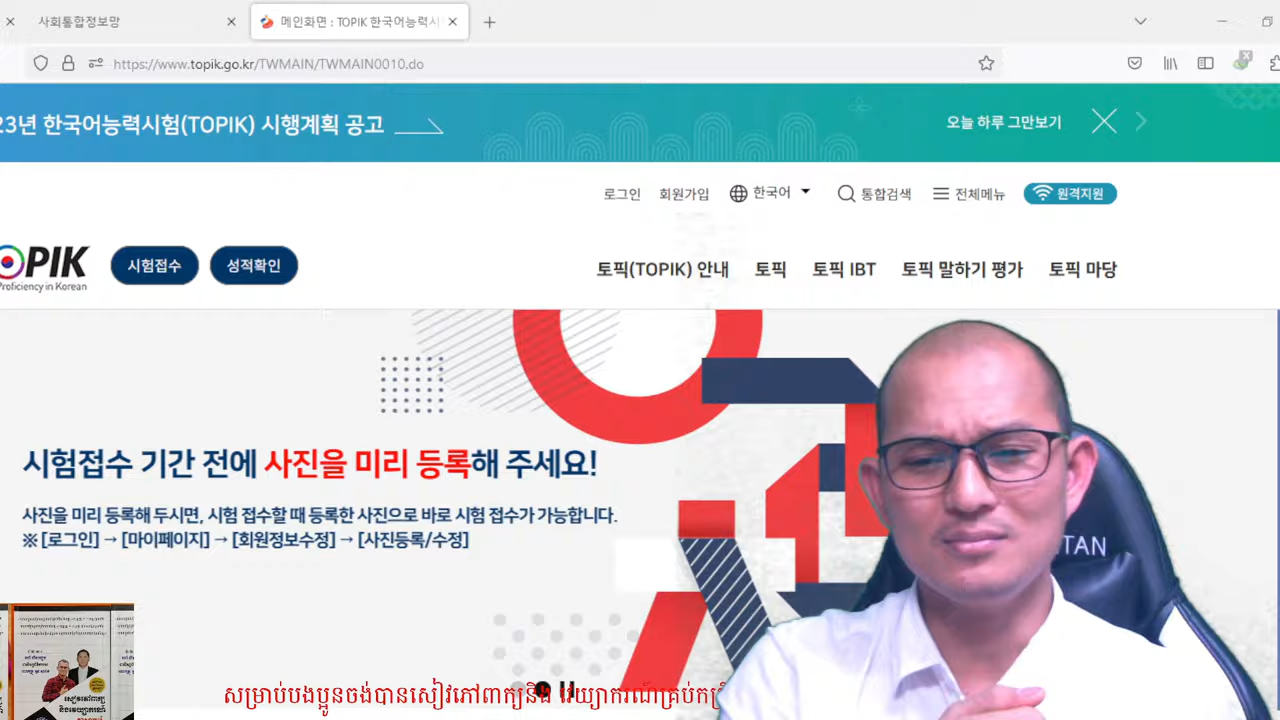 사회통합정보망
메인화면 : TOPIK 한국어능력시
https://www.topik.go.kr/TWMAIN/TWMAIN0010.do
23년 한국어능력시험(TOPIK) 시행계획 공고
오늘 하루 그만보기
로그인 회원가입 한국어 통합검색 전체메뉴 원격지원
OPIK
Proficiency in Korean
시험접수 성적확인
토픽(TOPIK) 안내 토픽 토픽 IBT 토픽 말하기 평가 토픽 마당
시험접수 기간 전에 사진을 미리 등록해 주세요!
사진을 미리 등록해 두시면, 시험 접수할 때 등록한 사진으로 바로 시험 접수가 가능합니다.
※ [로그인] → [마이페이지] → [회원정보수정] → [사진등록/수정]
TAN
សម្រាប់បងប្អូនចង់បានសៀវភៅពាក្យនិង វេយ្យាករណ៍គ្រប់កម្រិ